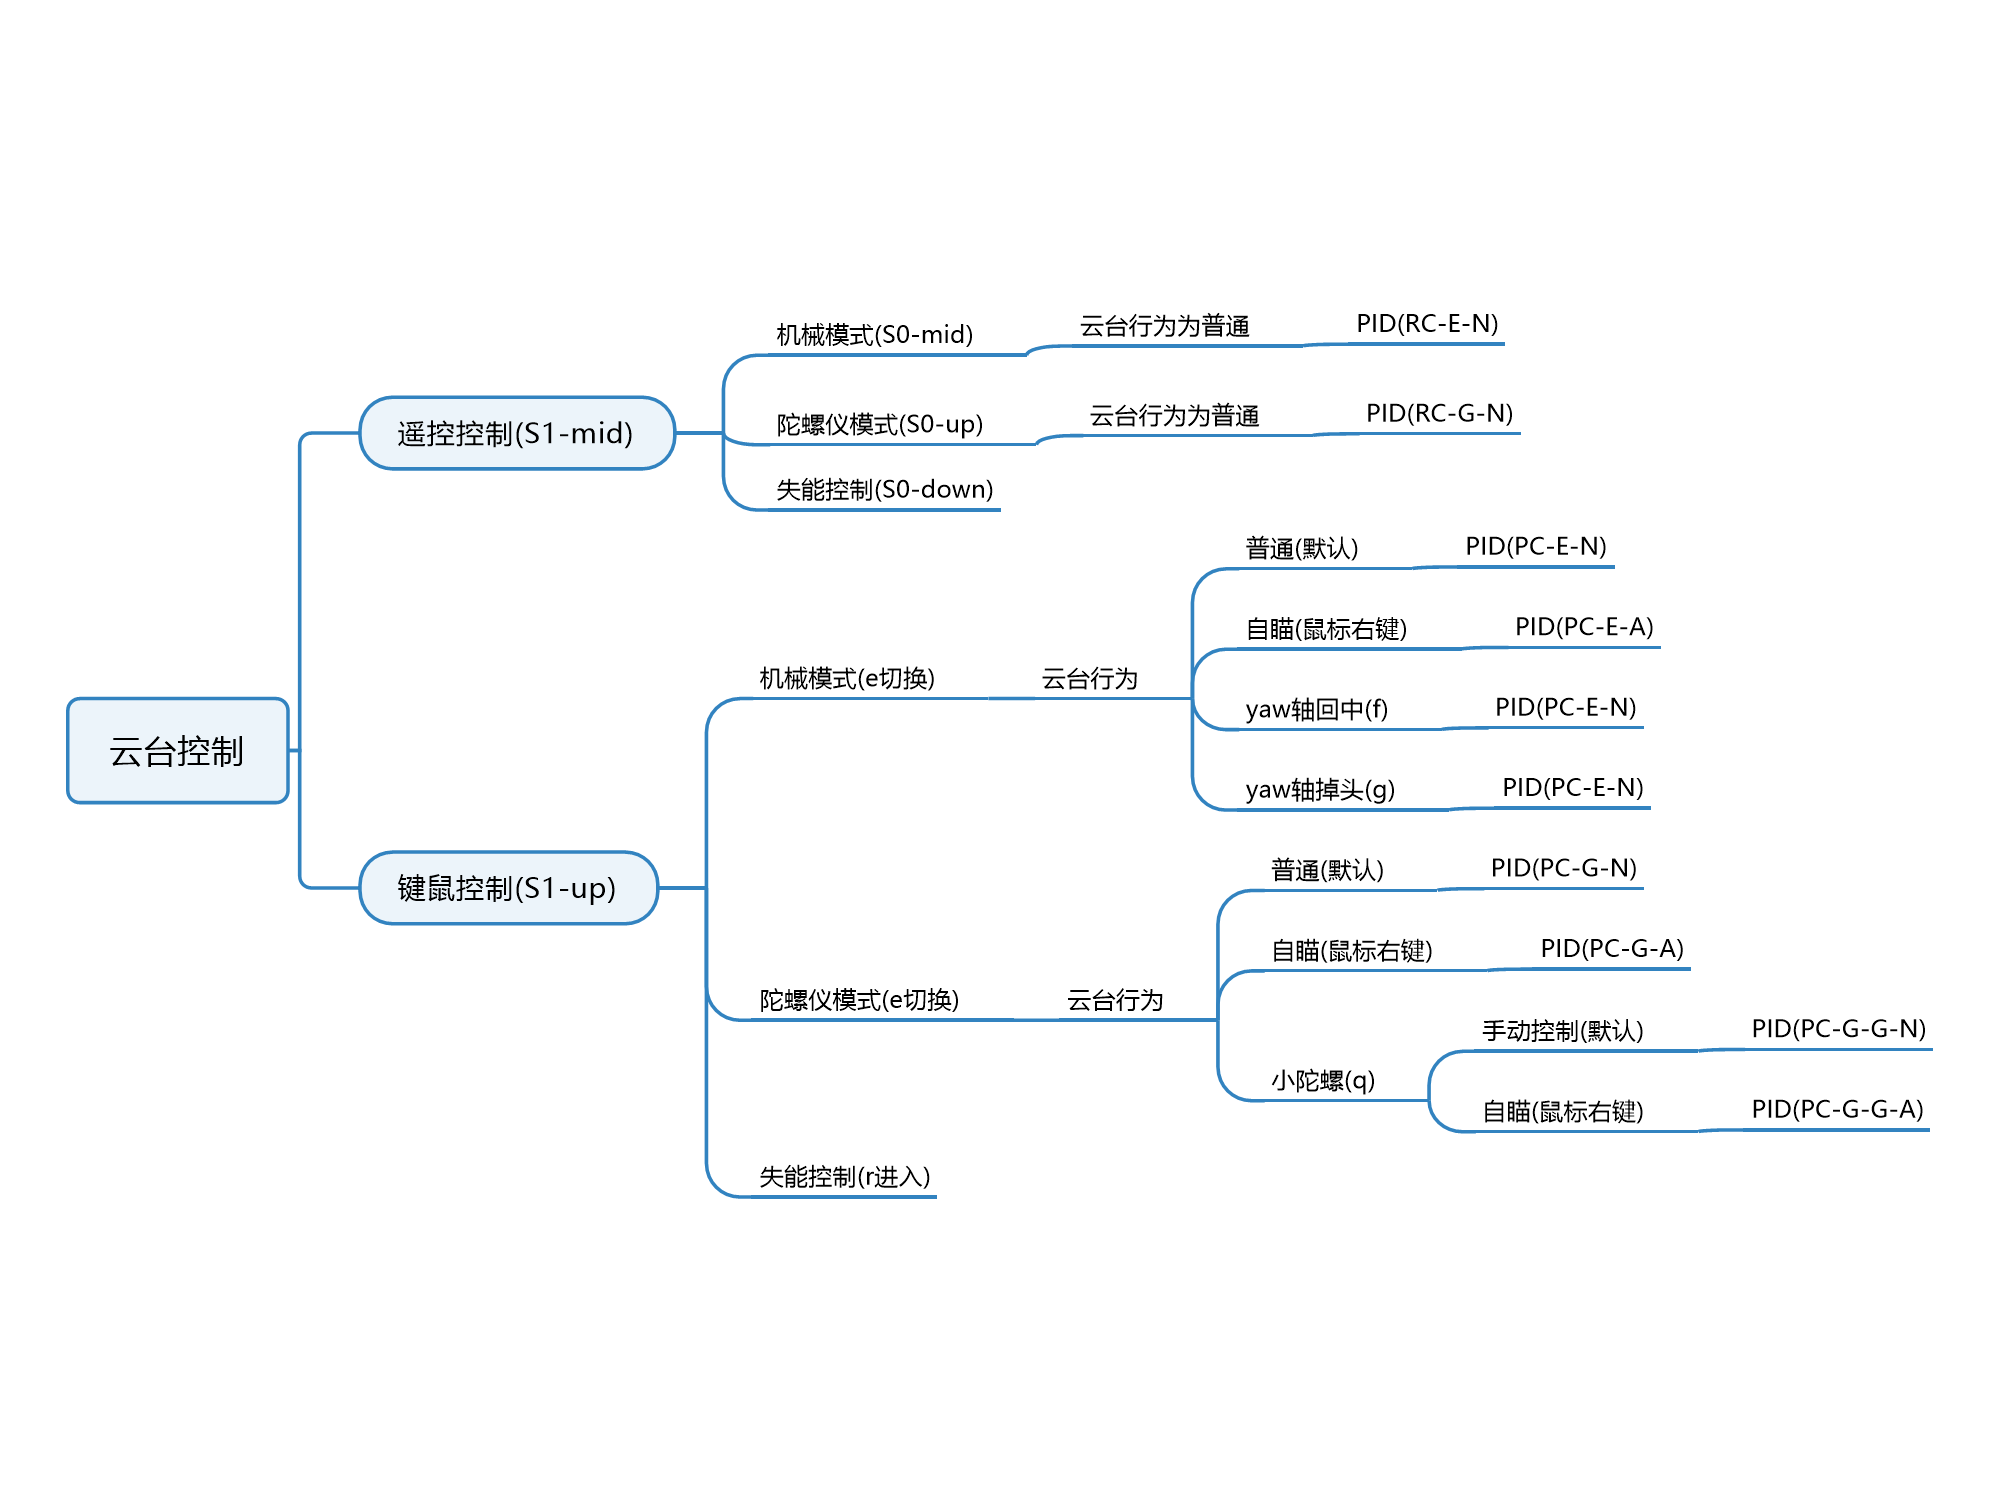 云台控制
遥控控制(S1-mid)
机械模式(S0-mid)
云台行为为普通
PID(RC-E-N)
陀螺仪模式(S0-up)
云台行为为普通
PID(RC-G-N)
失能控制(S0-down)
键鼠控制(S1-up)
机械模式(e切换)
云台行为
普通(默认)
PID(PC-E-N)
自瞄(鼠标右键)
PID(PC-E-A)
yaw轴回中(f)
PID(PC-E-N)
yaw轴掉头(g)
PID(PC-E-N)
陀螺仪模式(e切换)
云台行为
普通(默认)
PID(PC-G-N)
自瞄(鼠标右键)
PID(PC-G-A)
小陀螺(q)
手动控制(默认)
PID(PC-G-G-N)
自瞄(鼠标右键)
PID(PC-G-G-A)
失能控制(r进入)